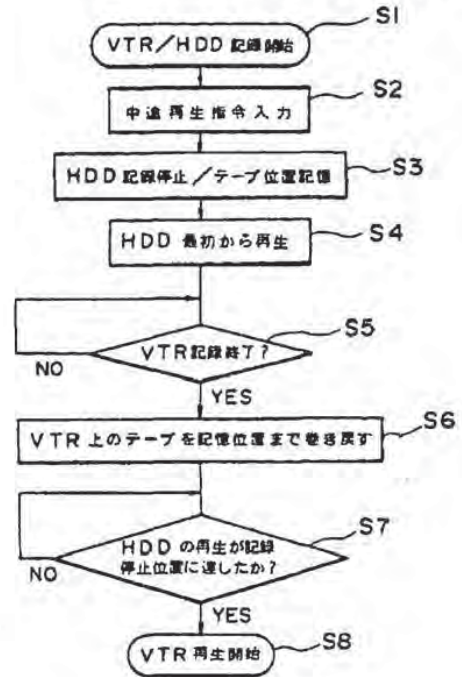 VTR／HDD 記録開始
S1
中途再生指令入力
S2
HDD 記録停止／テープ位置記憶
S3
HDD 最初から再生
S4
VTR 記録終了？
S5
NO
YES
VTR 上のテープを記憶位置まで巻き戻す
S6
HDD の再生が記録
停止位置に達したか？
S7
NO
YES
VTR 再生開始
S8